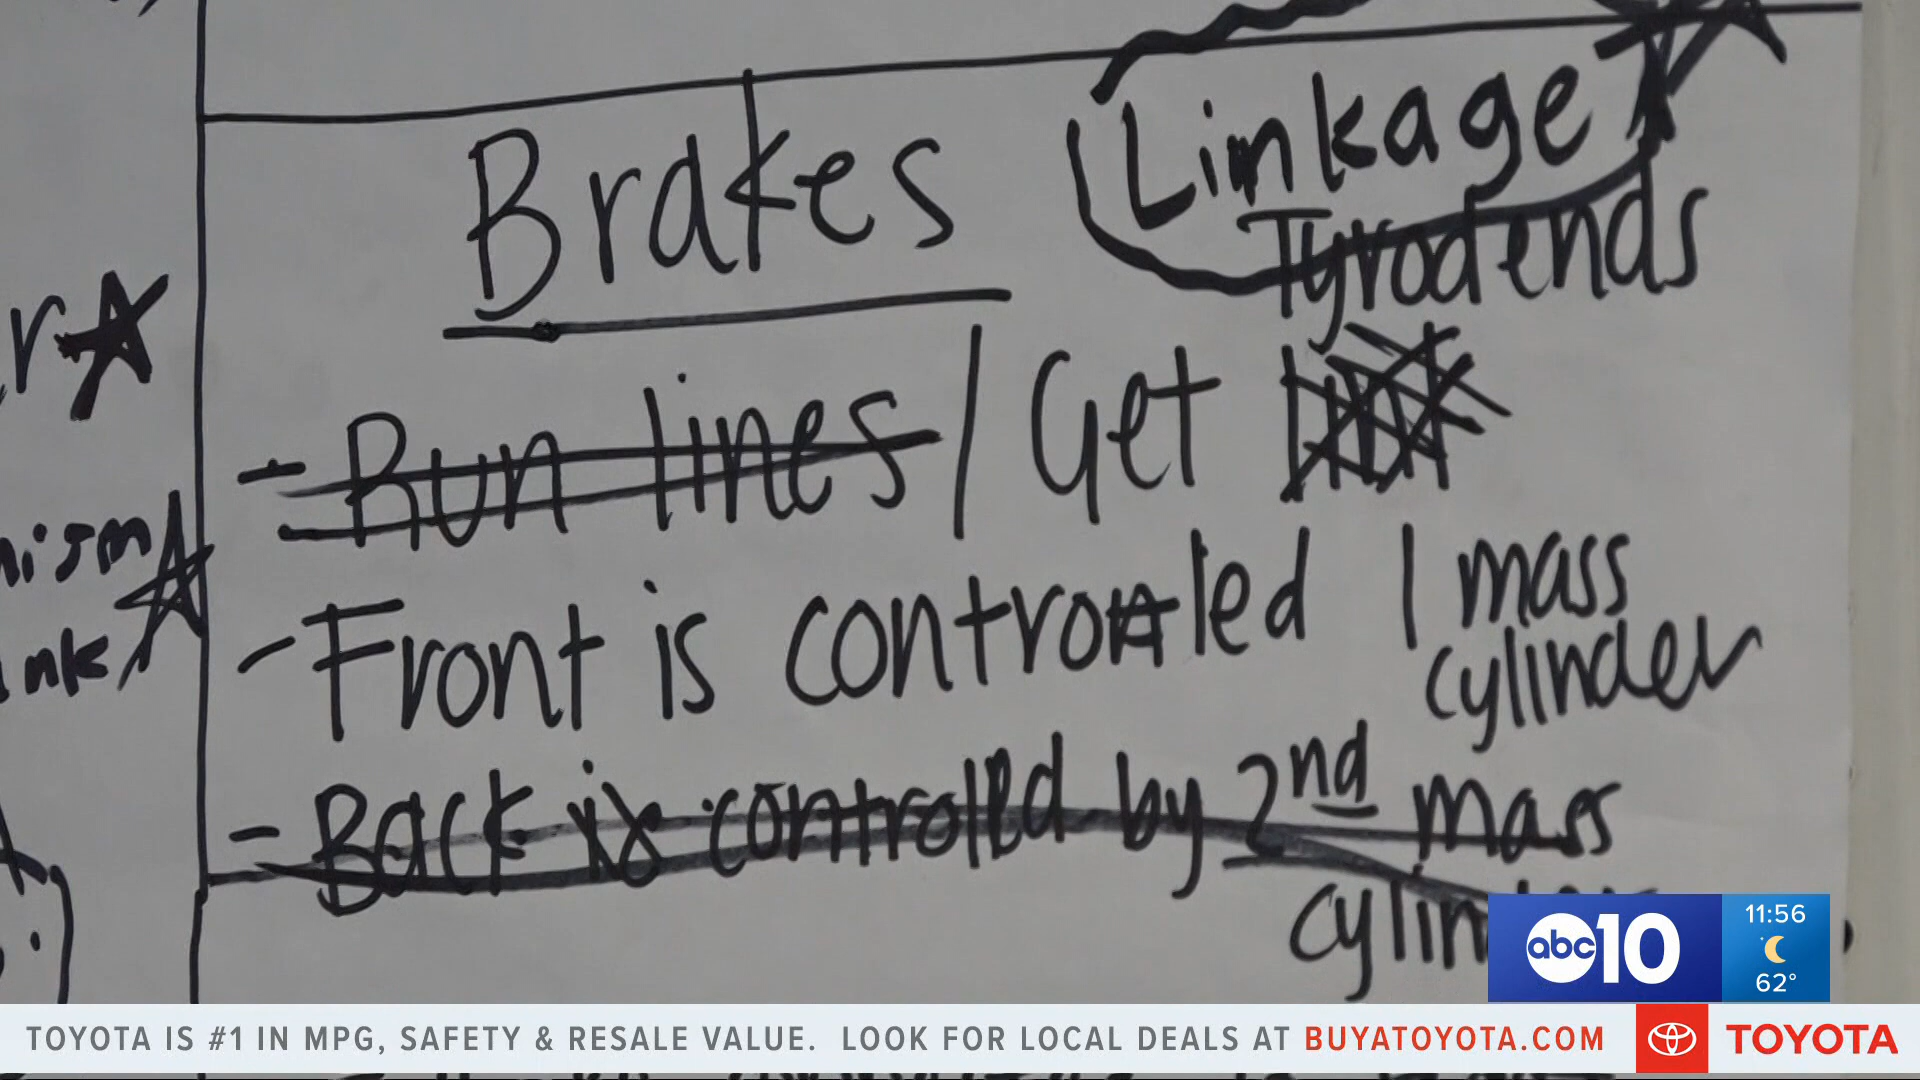 Brakes
Linkage
Tyrodends
- Run lines / Get
- Front is controlled 1 mass
cylinder
- Back is controlled by 2nd mass
cylin
r
nism
ink
abc10
11:56
62°
TOYOTA IS #1 IN MPG, SAFETY & RESALE VALUE. LOOK FOR LOCAL DEALS AT BUYATOYOTA.COM
TOYOTA